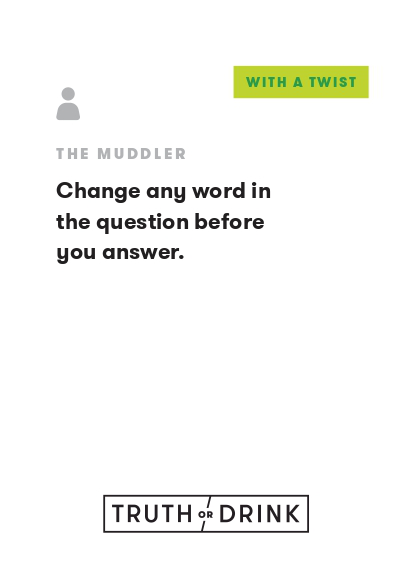 WITH A TWIST
THE MUDDLER
Change any word in
the question before
you answer.
TRUTH OR DRINK